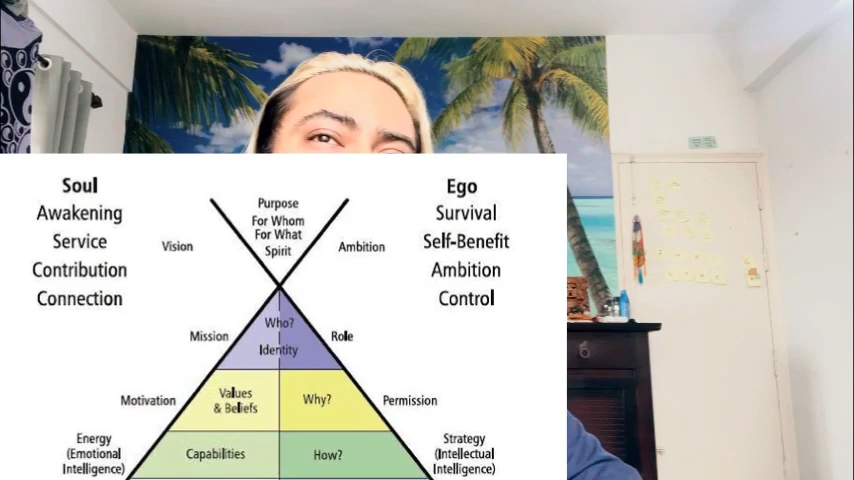 Soul
Awakening
Service
Contribution
Connection
Vision
Purpose
For Whom
For What
Spirit
Ambition
Ego
Survival
Self-Benefit
Ambition
Control
Mission
Who?
Identity
Role
Motivation
Values
& Beliefs
Why?
Permission
Energy
(Emotional
Intelligence)
Capabilities
How?
Strategy
(Intellectual
Intelligence)